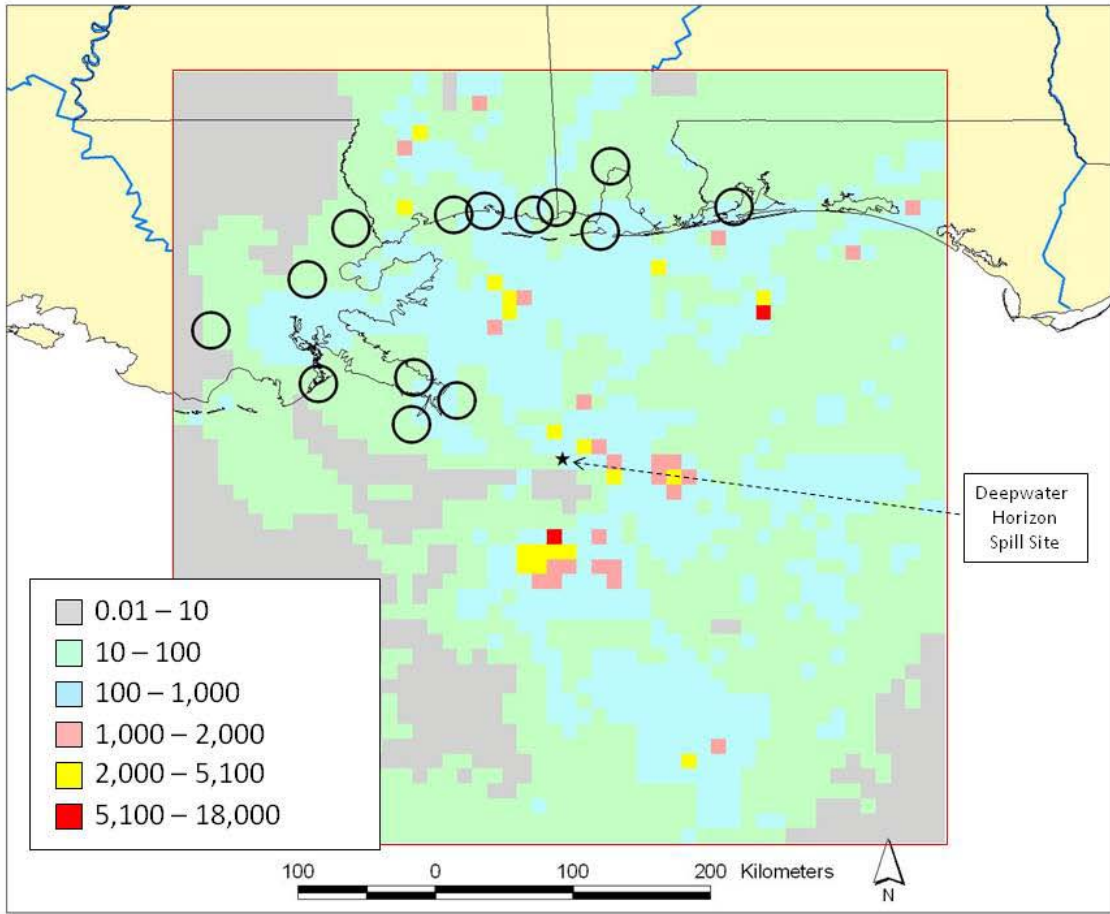 Deepwater
Horizon
Spill Site
0.01 – 10
10 – 100
100 – 1,000
1,000 – 2,000
2,000 – 5,100
5,100 – 18,000
100 0 100 200 Kilometers
N